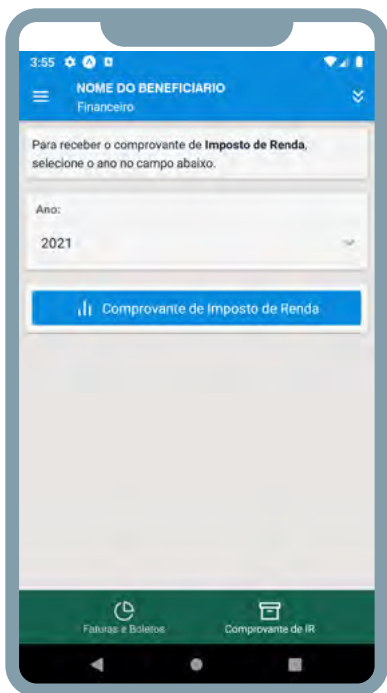 3:55
NOME DO BENEFICIARIO
Financeiro
Para receber o comprovante de Imposto de Renda,
selecione o ano no campo abaixo.
Ano:
2021
Comprovante de Imposto de Renda
Faturas e Boletos
Comprovante de IR